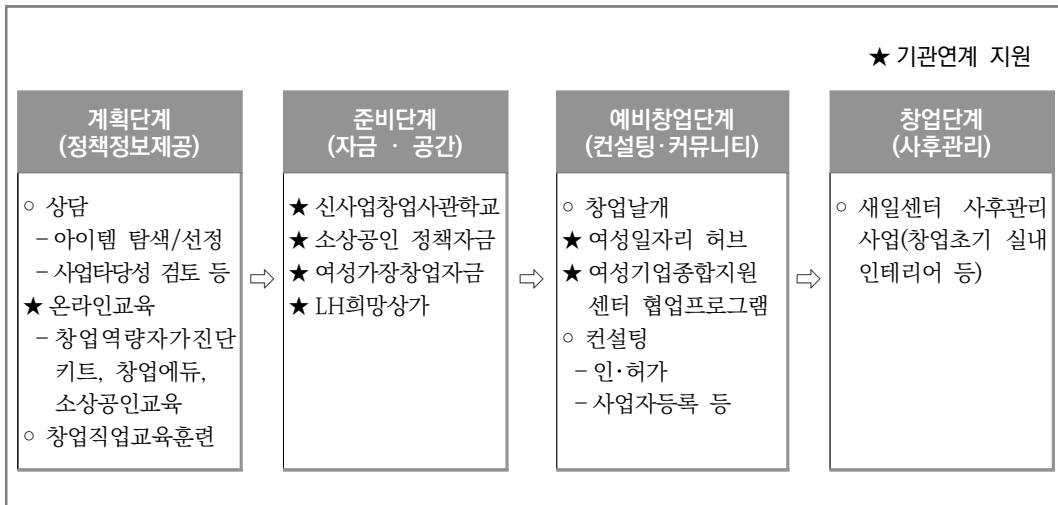 ★ 기관연계 지원
계획단계
(정책정보제공)
○ 상담
- 아이템 탐색/선정
- 사업타당성 검토 등
★ 온라인교육
- 창업역량자가진단
키트, 창업에듀,
소상공인교육
○ 창업직업교육훈련
⇨
준비단계
(자금 · 공간)
★ 신사업창업사관학교
★ 소상공인 정책자금
★ 여성가장창업자금
★ LH희망상가
⇨
예비창업단계
(컨설팅·커뮤니티)
○ 창업날개
★ 여성일자리 허브
★ 여성기업종합지원
센터 협업프로그램
○ 컨설팅
- 인·허가
- 사업자등록 등
⇨
창업단계
(사후관리)
○ 새일센터 사후관리
사업(창업초기 실내
인테리어 등)